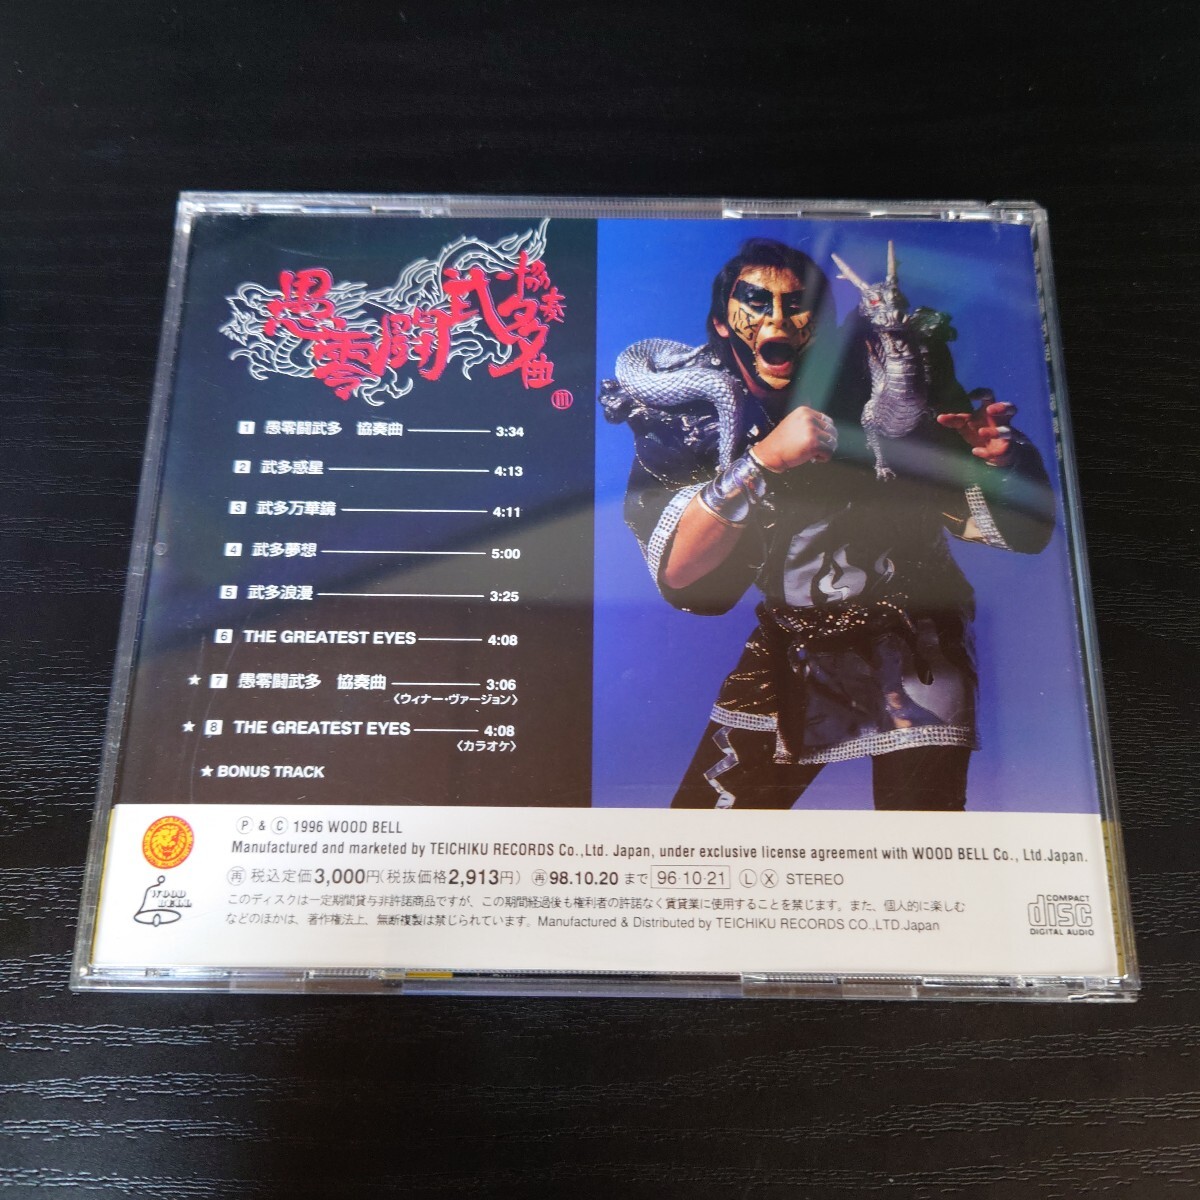 愚零闘武多協奏曲 III
1 愚零闘武多 協奏曲 3:34
2 武多惑星 4:13
3 武多万華鏡 4:11
4 武多夢想 5:00
5 武多浪漫 3:25
6 THE GREATEST EYES 4:08
★ 7 愚零闘武多 協奏曲 3:06
〈ウィナー・ヴァージョン〉
★ 8 THE GREATEST EYES 4:08
〈カラオケ〉
★ BONUS TRACK
Ⓟ & Ⓒ 1996 WOOD BELL
Manufactured and marketed by TEICHIKU RECORDS Co.,Ltd. Japan, under exclusive license agreement with WOOD BELL Co., Ltd.Japan.
WOOD BELL
再 税込定価3,000円(税抜価格2,913円) 再 98.10.20 まで 96・10・21 Ⓛ Ⓧ STEREO
このディスクは一定期間貸与非許諾商品ですが、この期間経過後も権利者の許諾なく賃貸業に使用することを禁じます。また、個人的に楽しむ
などのほかは、著作権法上、無断複製は禁じられています。Manufactured & Distributed by TEICHIKU RECORDS CO.,LTD.Japan
COMPACT
disc
DIGITAL AUDIO